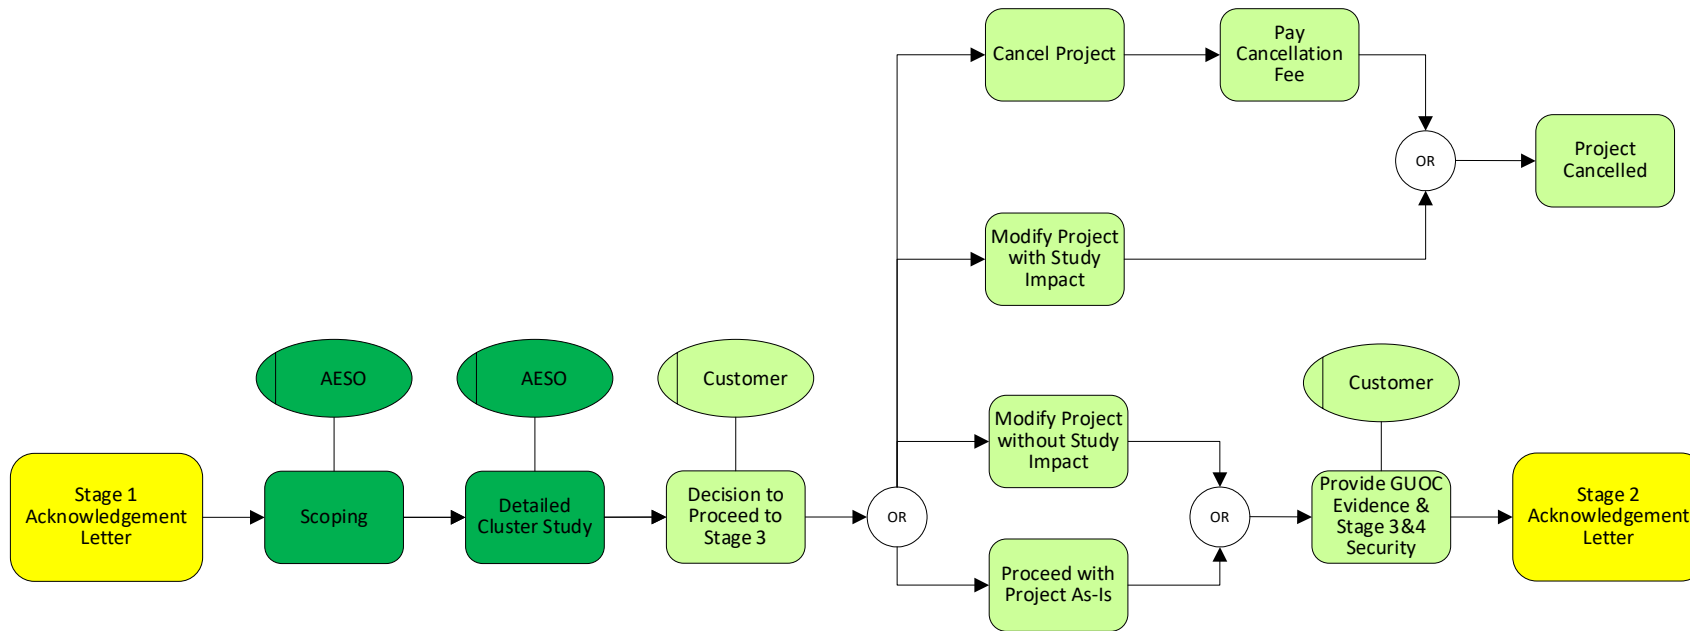 Cancel Project
Pay
Cancellation
Fee
OR
Project
Cancelled
Modify Project
with Study
Impact
AESO
AESO
Customer
Customer
Stage 1
Acknowledgement
Letter
Scoping
Detailed
Cluster Study
Decision to
Proceed to
Stage 3
OR
Modify Project
without Study
Impact
Proceed with
Project As-Is
OR
Provide GUOC
Evidence &
Stage 3&4
Security
Stage 2
Acknowledgement
Letter